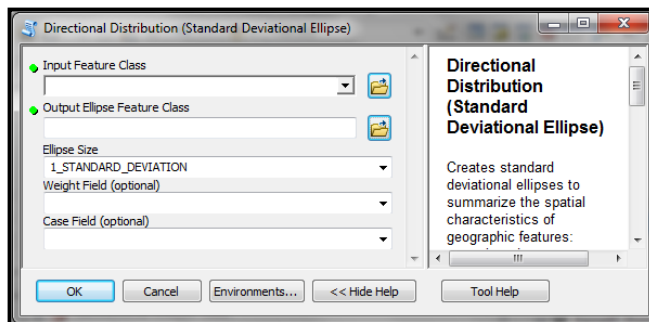 Directional Distribution (Standard Deviational Ellipse)
Input Feature Class
Output Ellipse Feature Class
Ellipse Size
1_STANDARD_DEVIATION
Weight Field (optional)
Case Field (optional)
Directional
Distribution
(Standard
Deviational Ellipse)
Creates standard
deviational ellipses to
summarize the spatial
characteristics of
geographic features:
OK
Cancel
Environments...
<< Hide Help
Tool Help